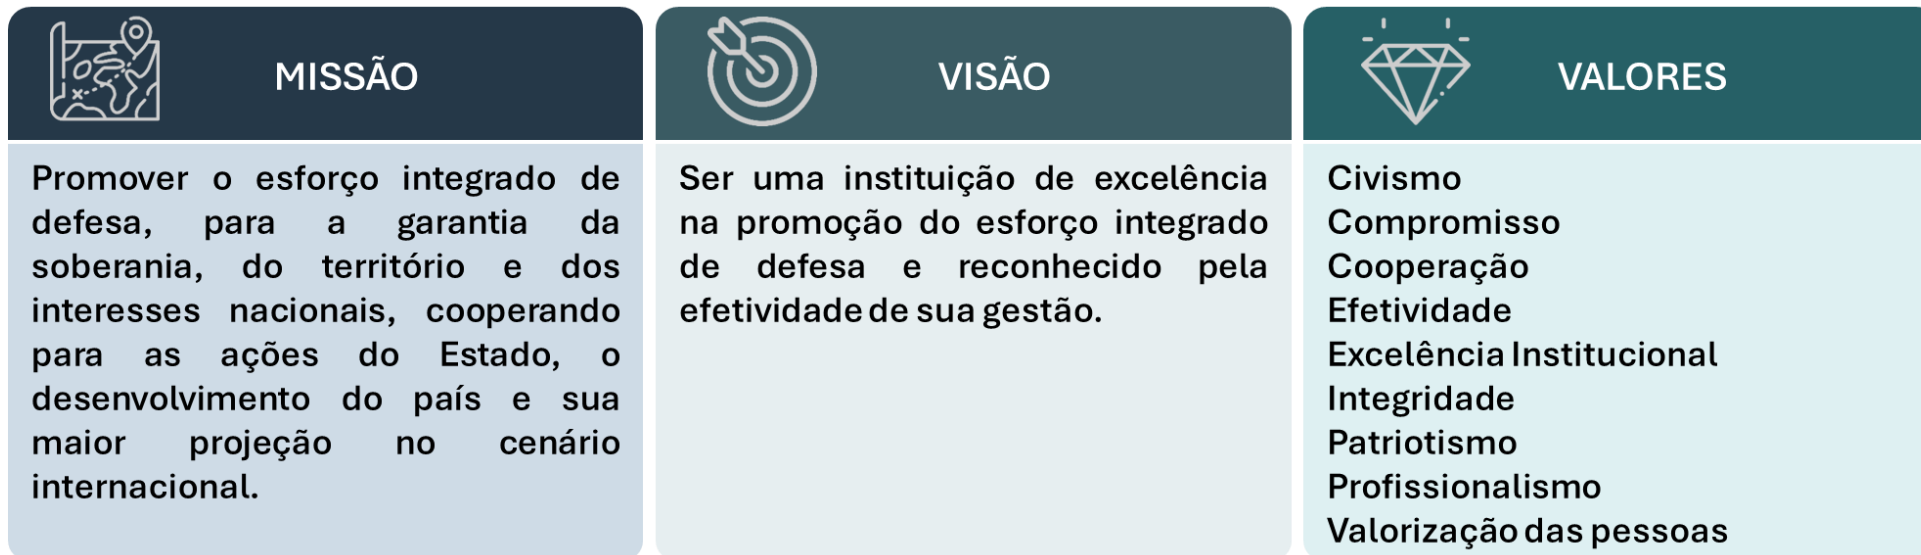 MISSÃO
Promover o esforço integrado de
defesa, para a garantia da
soberania, do território e dos
interesses nacionais, cooperando
para as ações do Estado, o
desenvolvimento do país e sua
maior projeção no cenário
internacional.
VISÃO
Ser uma instituição de excelência
na promoção do esforço integrado
de defesa e reconhecido pela
efetividade de sua gestão.
VALORES
Civismo
Compromisso
Cooperação
Efetividade
Excelência Institucional
Integridade
Patriotismo
Profissionalismo
Valorização das pessoas